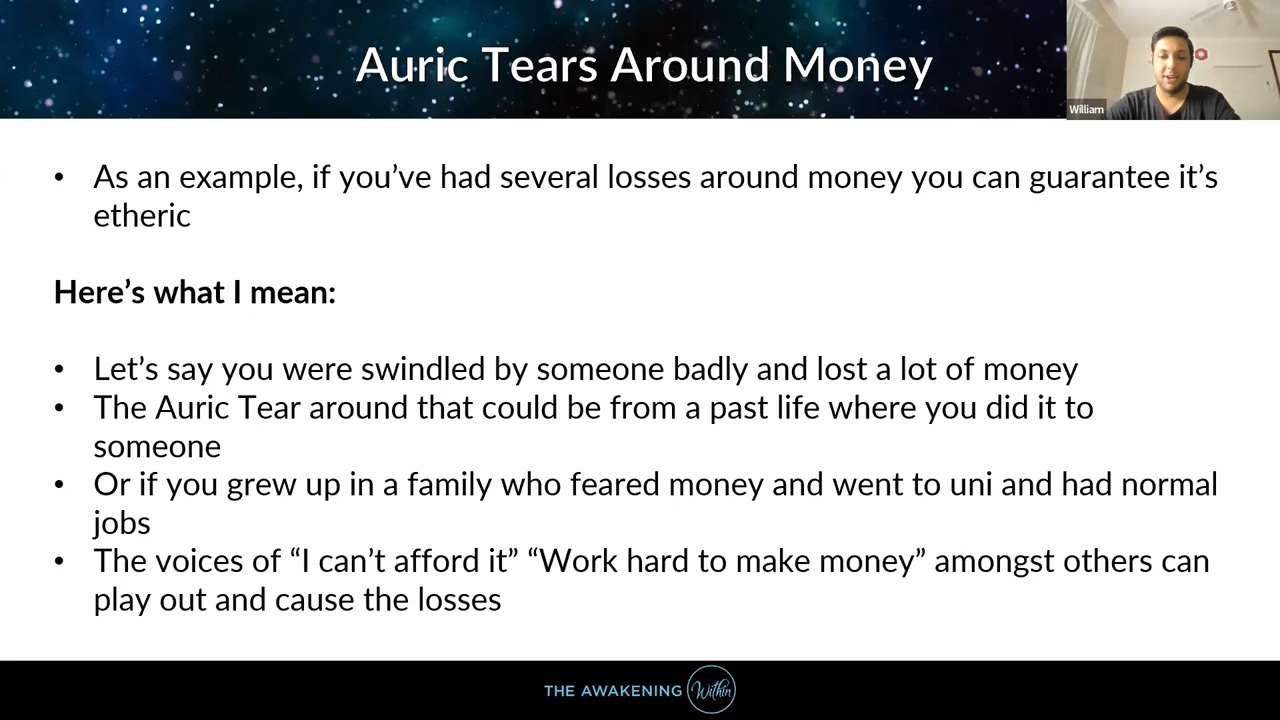 Auric Tears Around Money
William
• As an example, if you’ve had several losses around money you can guarantee it’s
etheric
Here’s what I mean:
• Let’s say you were swindled by someone badly and lost a lot of money
• The Auric Tear around that could be from a past life where you did it to
someone
• Or if you grew up in a family who feared money and went to uni and had normal
jobs
• The voices of “I can’t afford it” “Work hard to make money” amongst others can
play out and cause the losses
THE AWAKENING Within